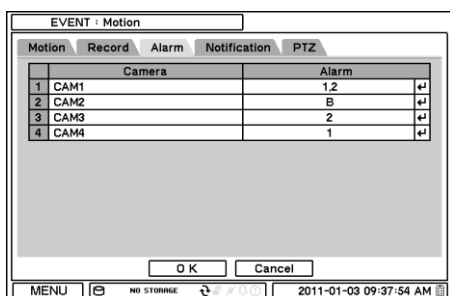 EVENT : Motion
Motion Record Alarm Notification PTZ
Camera Alarm
1 CAM1 1,2
2 CAM2 B
3 CAM3 2
4 CAM4 1
O K Cancel
MENU NO STORAGE 2011-01-03 09:37:54 AM